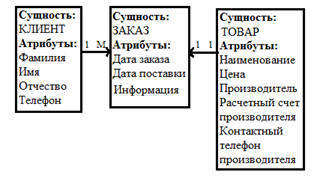 Сущность:
КЛИЕНТ
Атрибуты:
Фамилия
Имя
Отчество
Телефон
1 M
Сущность:
ЗАКАЗ
Атрибуты:
Дата заказа
Дата поставки
Информация
1 1
Сущность:
ТОВАР
Атрибуты:
Наименование
Цена
Производитель
Расчетный счет
производителя
Контактный
телефон
производителя